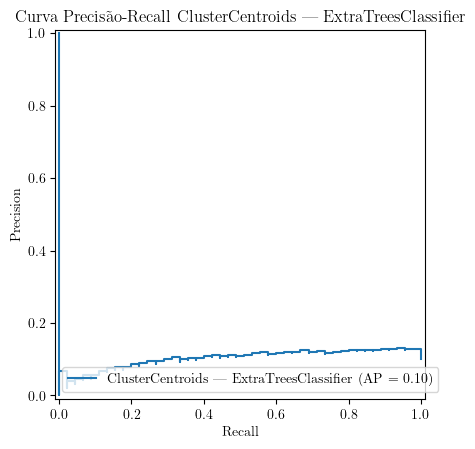 Curva Precisão-Recall ClusterCentroids — ExtraTreesClassifier
1.0
0.8
0.6
0.4
0.2
0.0
Precision
ClusterCentroids — ExtraTreesClassifier (AP = 0.10)
0.0 0.2 0.4 0.6 0.8 1.0
Recall